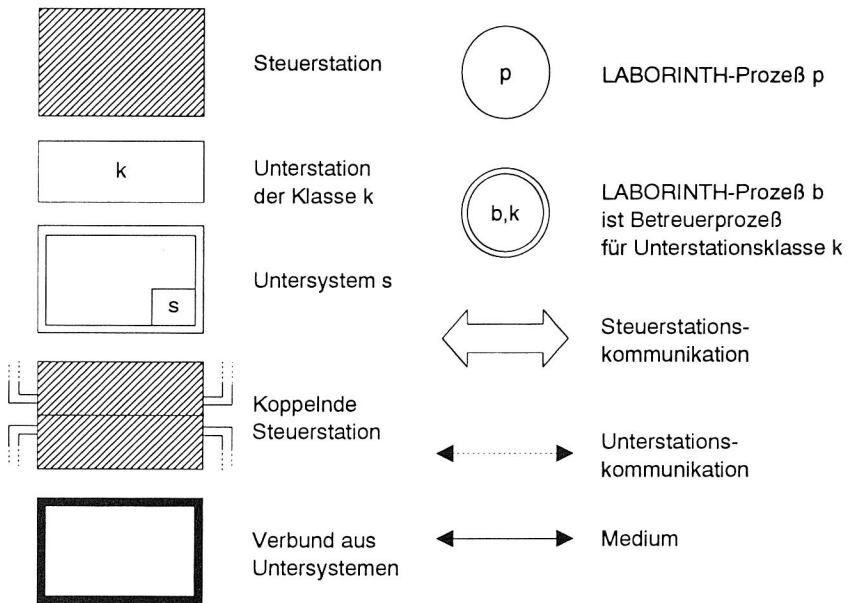 Steuerstation
k
Unterstation
der Klasse k
Untersystem s
s
Koppelnde
Steuerstation
Verbund aus
Untersystemen
p
LABORINTH-Prozeß p
b,k
LABORINTH-Prozeß b
ist Betreuerprozeß
für Unterstationsklasse k
Steuerstations-
kommunikation
Unterstations-
kommunikation
Medium